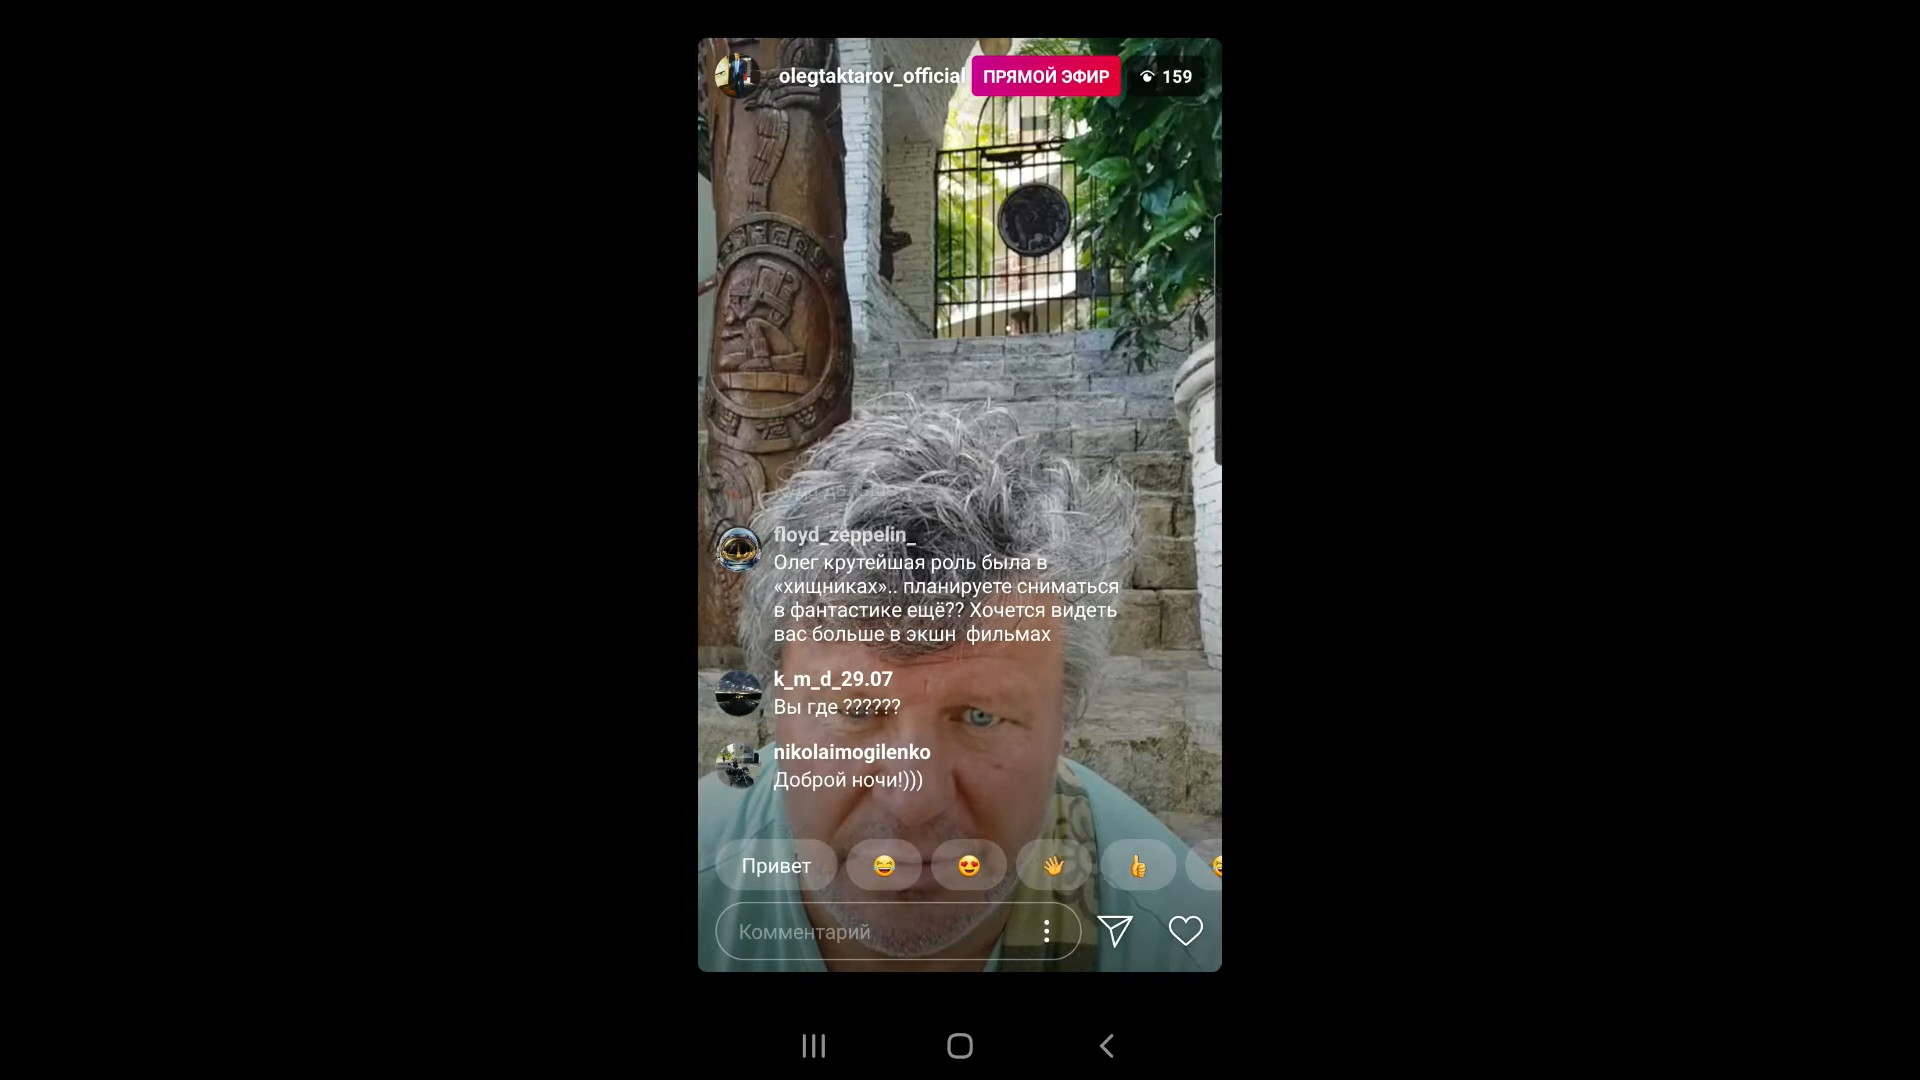 olegtaktarov_official ПРЯМОЙ ЭФИР 159
floyd_zeppelin_
Олег крутейшая роль была в
«хищниках».. планируете сниматься
в фантастике ещё?? Хочется видеть
вас больше в экшн фильмах
k_m_d_29.07
Вы где ??????
nikolaimogilenko
Доброй ночи!)))
Привет
Комментарий